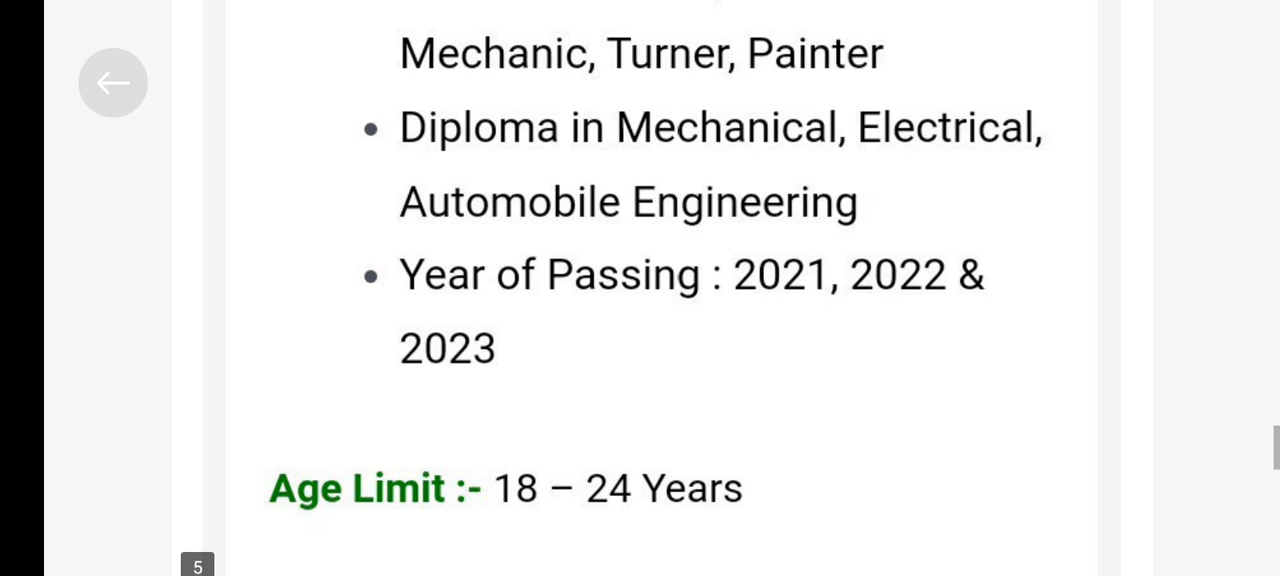 Mechanic, Turner, Painter
• Diploma in Mechanical, Electrical,
Automobile Engineering
• Year of Passing : 2021, 2022 &
2023
Age Limit :- 18 – 24 Years
5